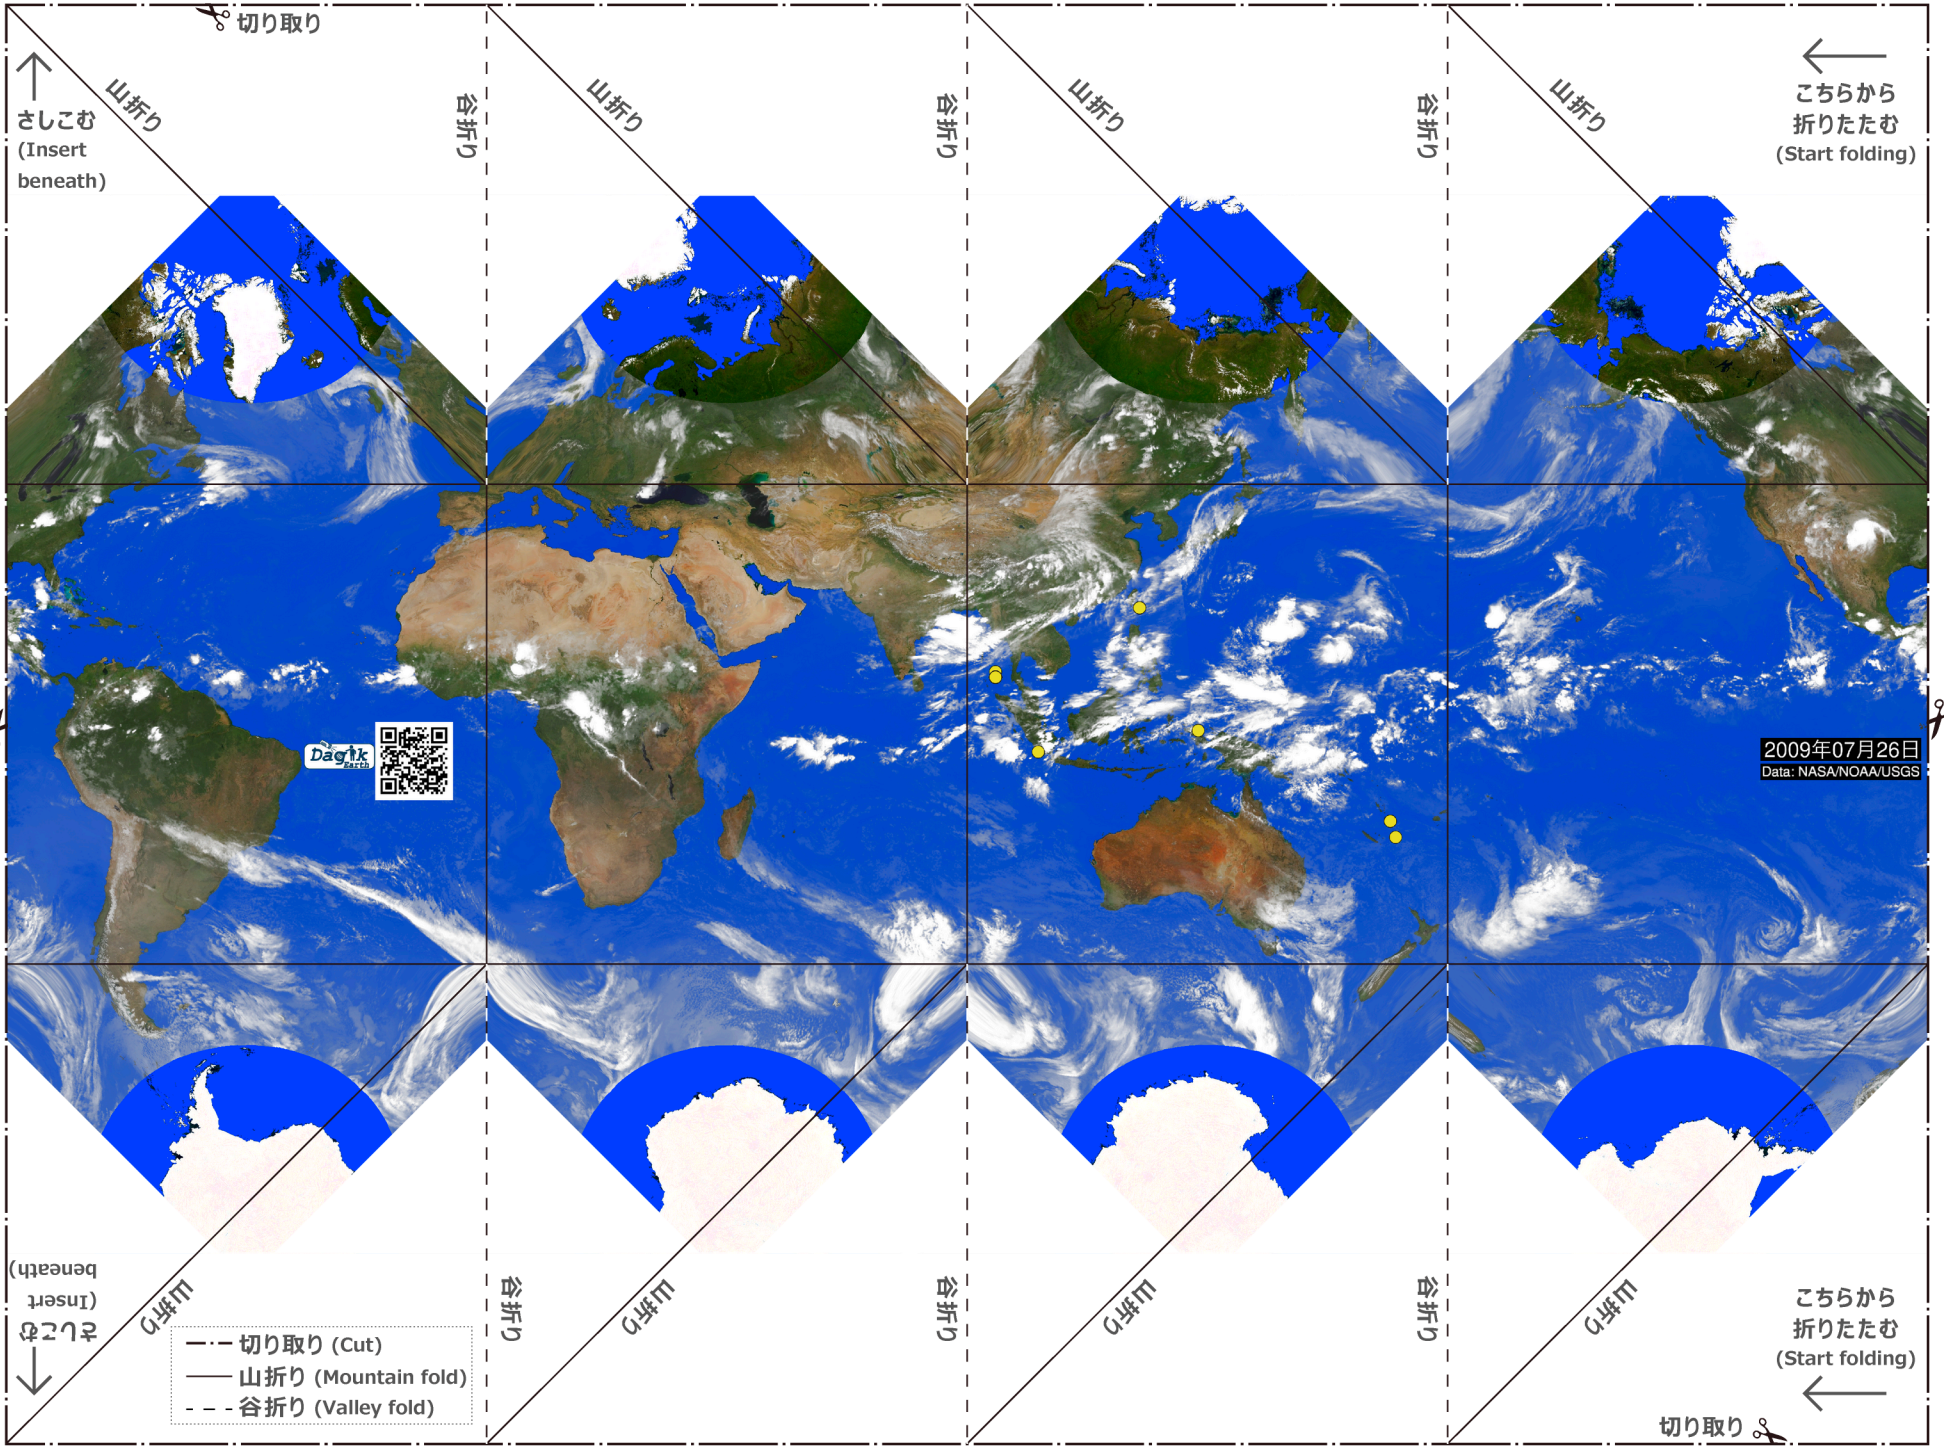 切り取り
山折り
谷折り
山折り
谷折り
山折り
谷折り
山折り
さしこむ
(Insert
beneath)
こちらから
折りたたむ
(Start folding)
Dagik
Earth
2009年07月26日
Data: NASA/NOAA/USGS
さしこむ
(Insert
beneath)
山折り
谷折り
山折り
谷折り
山折り
谷折り
山折り
こちらから
折りたたむ
(Start folding)
切り取り (Cut)
山折り (Mountain fold)
谷折り (Valley fold)
切り取り